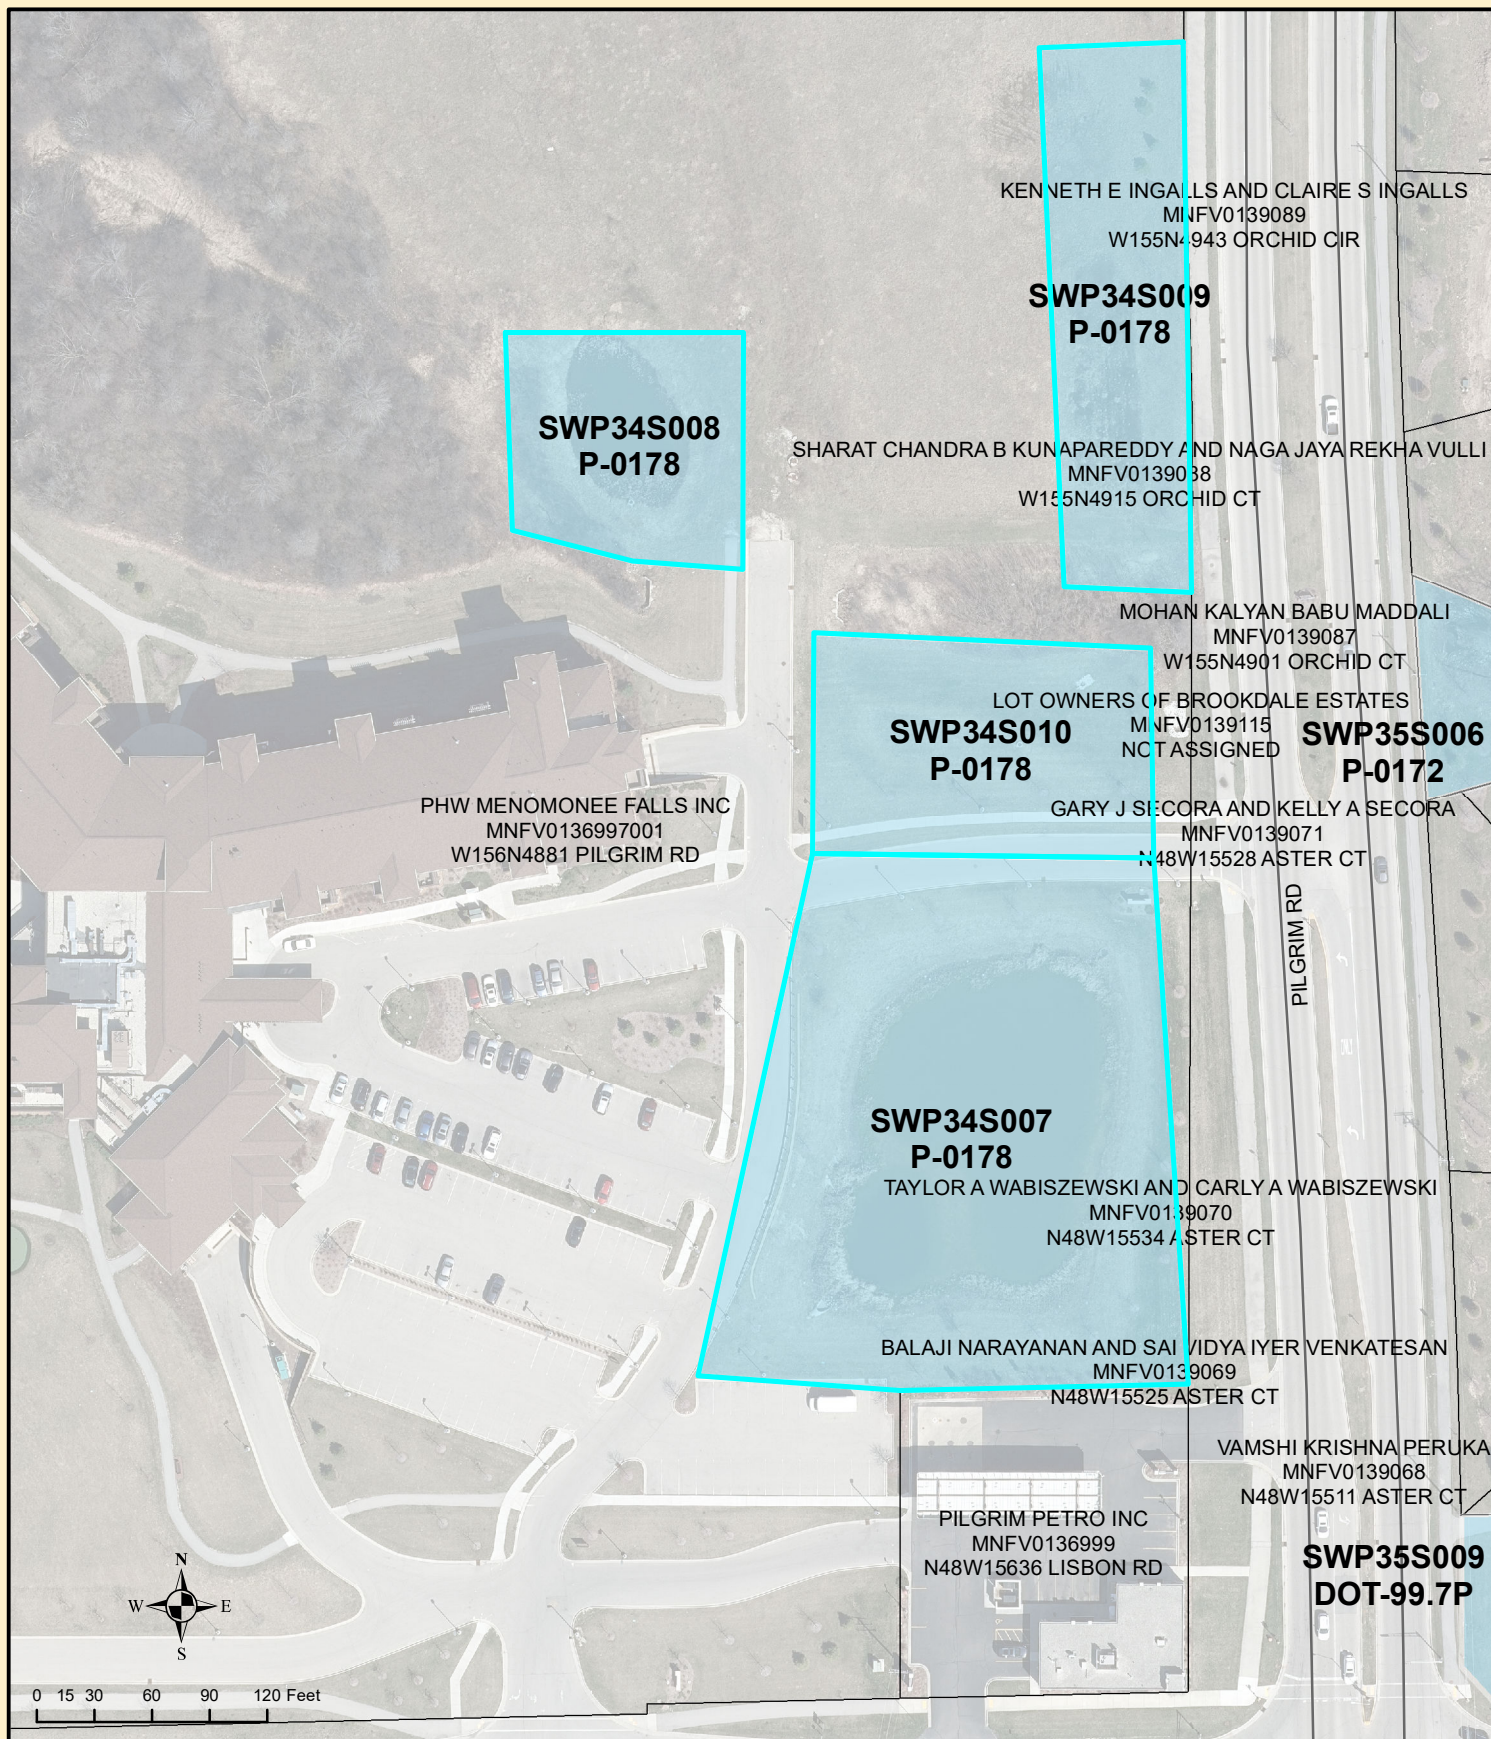 KENNETH E INGALLS AND CLAIRE S INGALLS
MNFV0139089
W155N4943 ORCHID CIR
SWP34S009
P-0178
SWP34S008
P-0178
SHARAT CHANDRA B KUNAPAREDDY AND NAGA JAYA REKHA VULLI
MNFV0139088
W155N4915 ORCHID CT
MOHAN KALYAN BABU MADDALI
MNFV0139087
W155N4901 ORCHID CT
LOT OWNERS OF BROOKDALE ESTATES
MNFV0139115
NOT ASSIGNED
SWP34S010
P-0178
SWP35S006
P-0172
PHW MENOMONEE FALLS INC
MNFV0136997001
W156N4881 PILGRIM RD
GARY J SECORA AND KELLY A SECORA
MNFV0139071
N48W15528 ASTER CT
PILGRIM RD
SWP34S007
P-0178
TAYLOR A WABISZEWSKI AND CARLY A WABISZEWSKI
MNFV0139070
N48W15534 ASTER CT
BALAJI NARAYANAN AND SAI VIDYA IYER VENKATESAN
MNFV0139069
N48W15525 ASTER CT
VAMSHI KRISHNA PERUKA
MNFV0139068
N48W15511 ASTER CT
PILGRIM PETRO INC
MNFV0136999
N48W15636 LISBON RD
SWP35S009
DOT-99.7P
N
W E
S
0 15 30 60 90 120 Feet